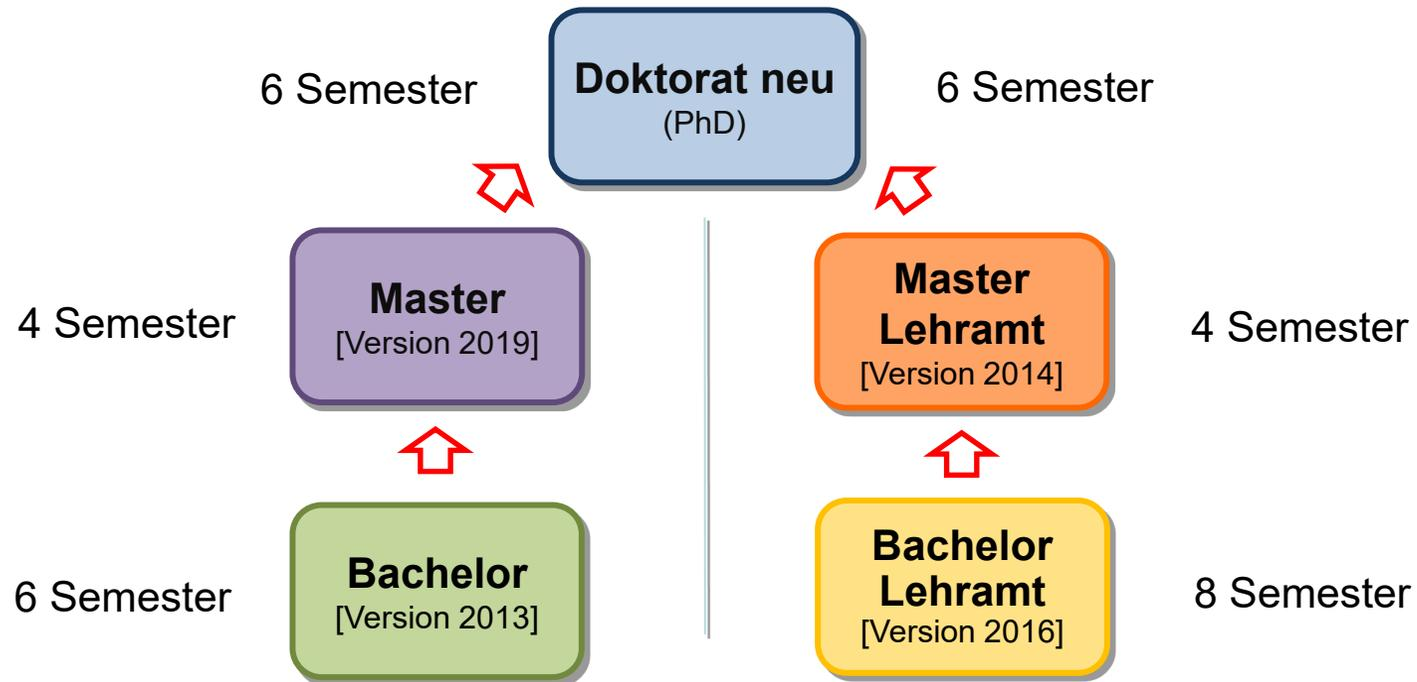 6 Semester
Doktorat neu
(PhD)
6 Semester
4 Semester
Master
[Version 2019]
Master
Lehramt
[Version 2014]
4 Semester
6 Semester
Bachelor
[Version 2013]
Bachelor
Lehramt
[Version 2016]
8 Semester